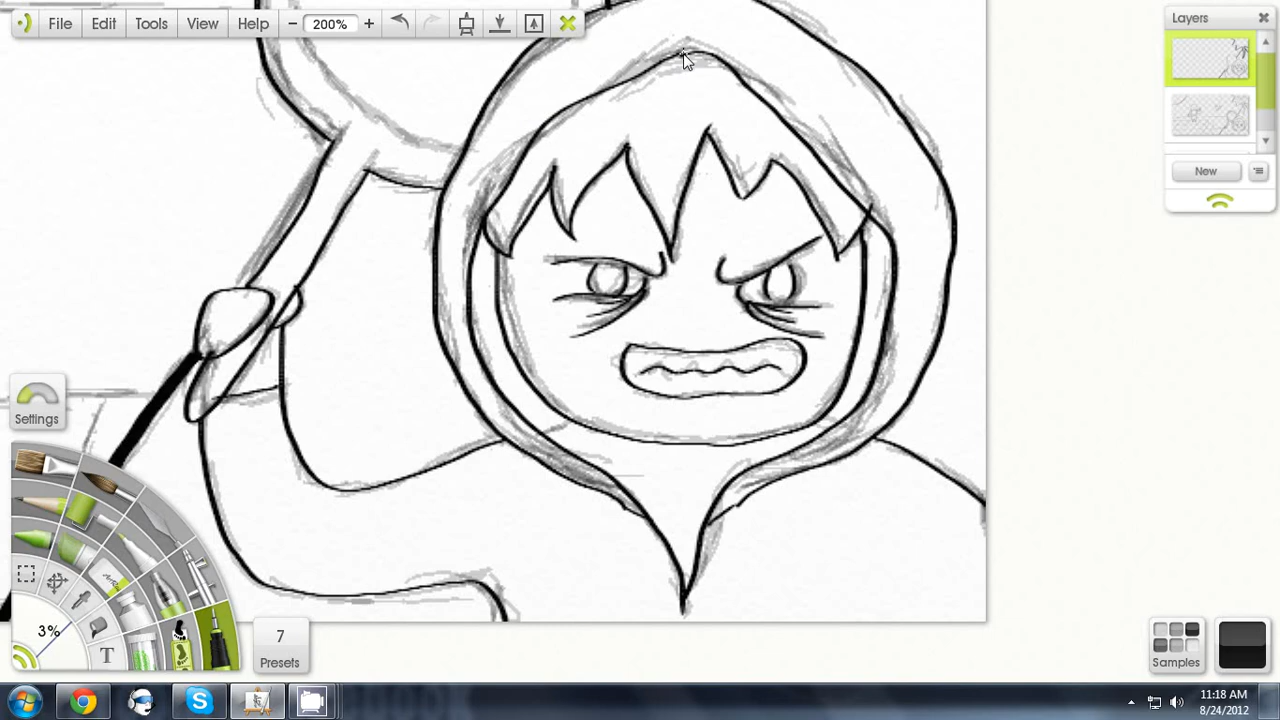 File Edit Tools View Help 200%
Layers
New
Settings
3%
T
7
Presets
Samples
11:18 AM
8/24/2012